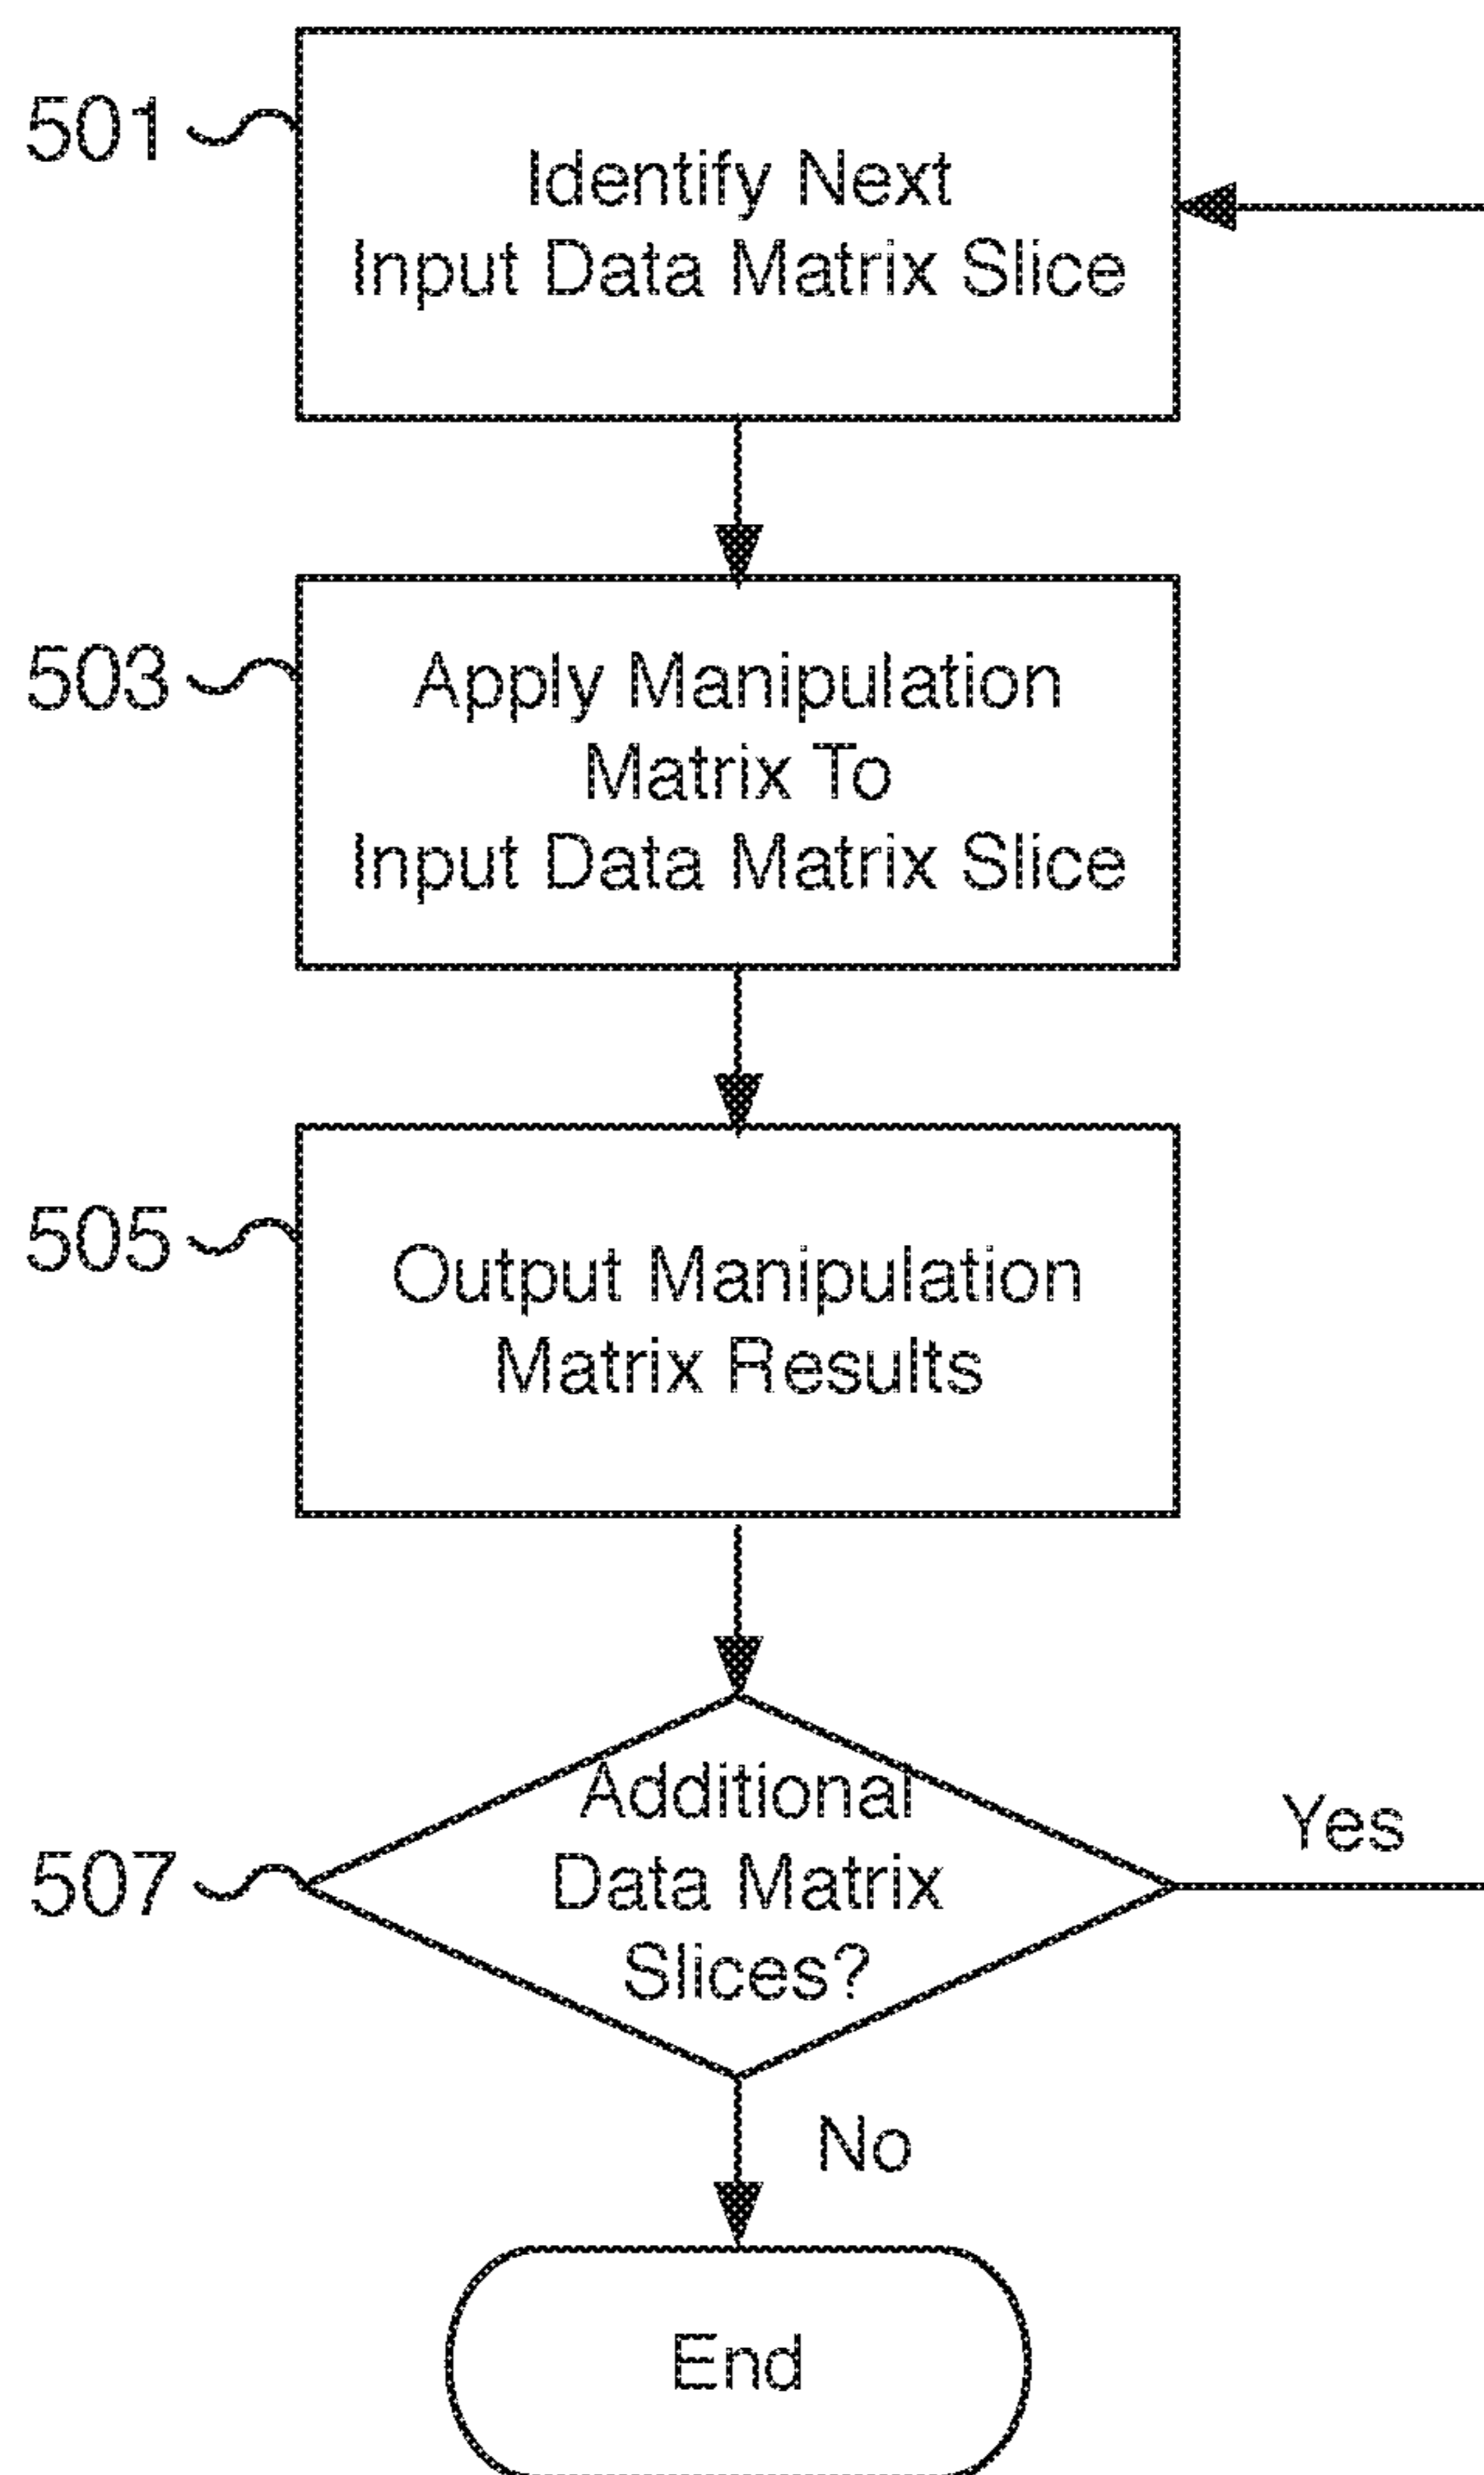 501
Identify Next
Input Data Matrix Slice
503
Apply Manipulation
Matrix To
Input Data Matrix Slice
505
Output Manipulation
Matrix Results
507
Additional
Data Matrix
Slices?
Yes
No
End